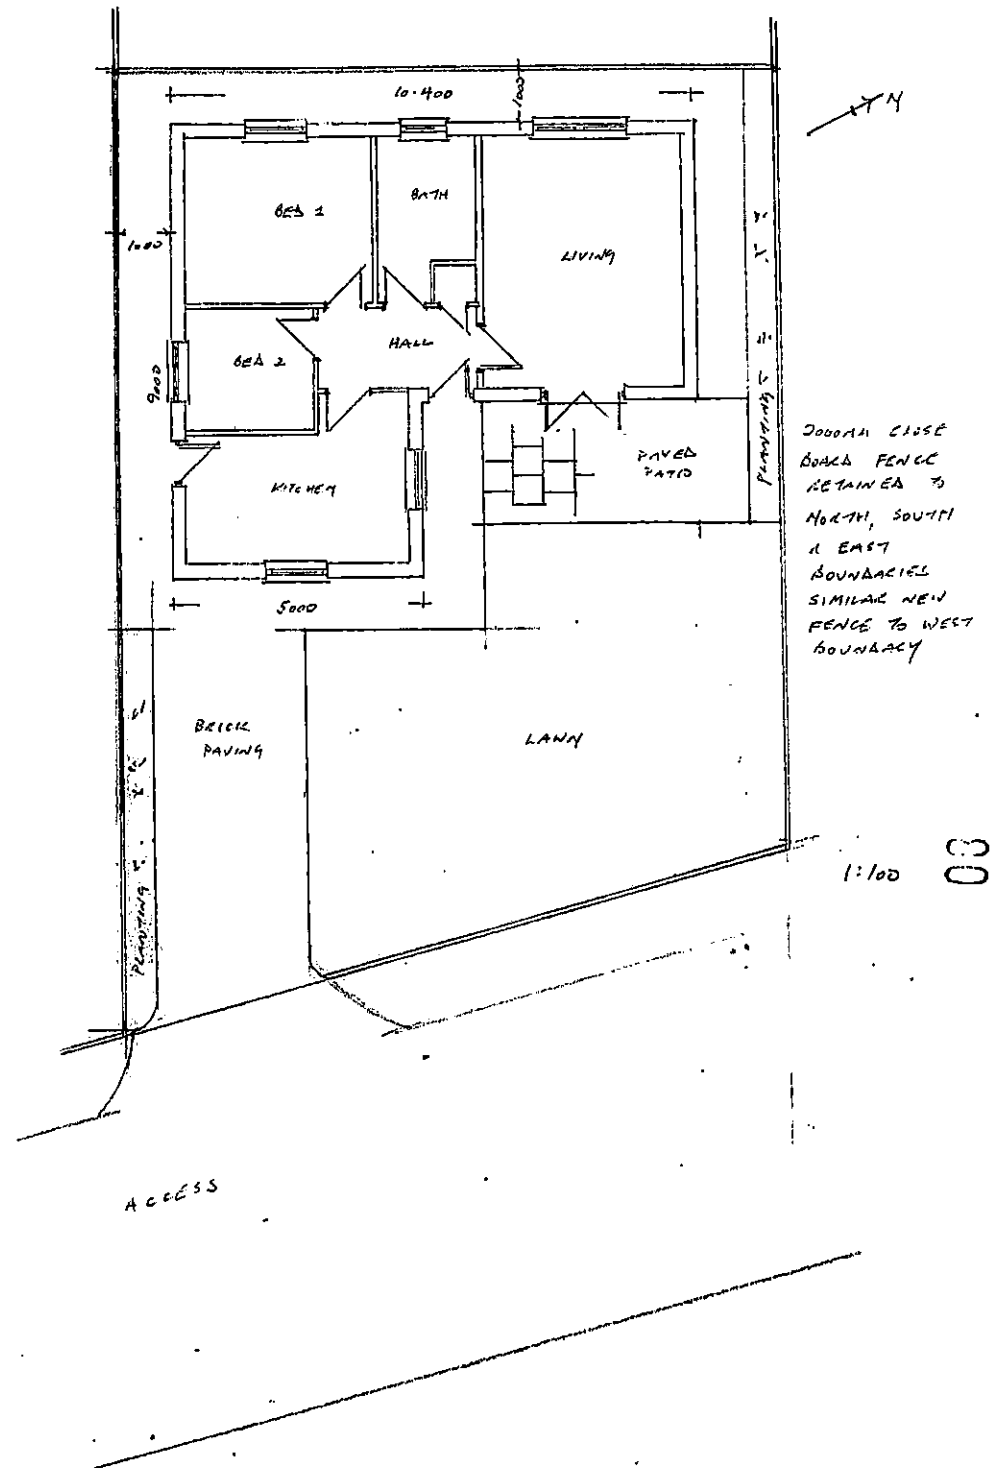 10.400
1000
N
BED 1
BATH
LIVING
1000
HALL
BED 2
9000
KITCHEN
PAVED
PATIO
PLANTING
2000MM CLOSE
BOARD FENCE
RETAINED TO
NORTH, SOUTH
& EAST
BOUNDARIES
SIMILAR NEW
FENCE TO WEST
BOUNDARY
5000
BRICK
PAVING
LAWN
PLANTING
1:100
03
ACCESS